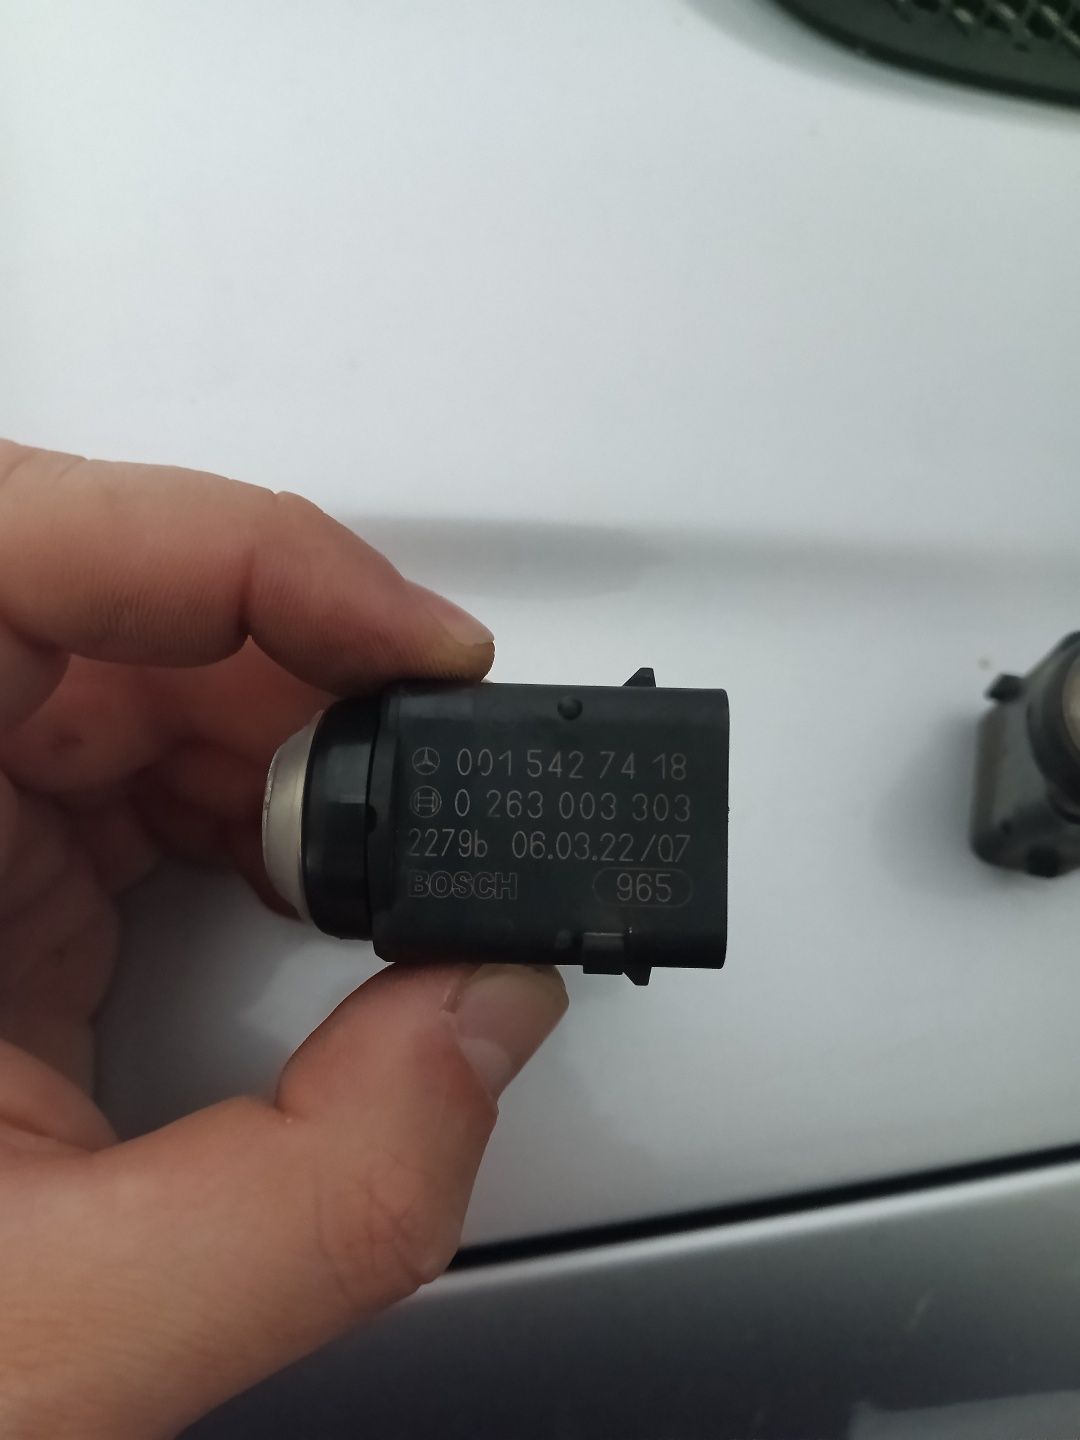 001 542 74 18
0 263 003 303
2279b 06.03.22/07
BOSCH 965